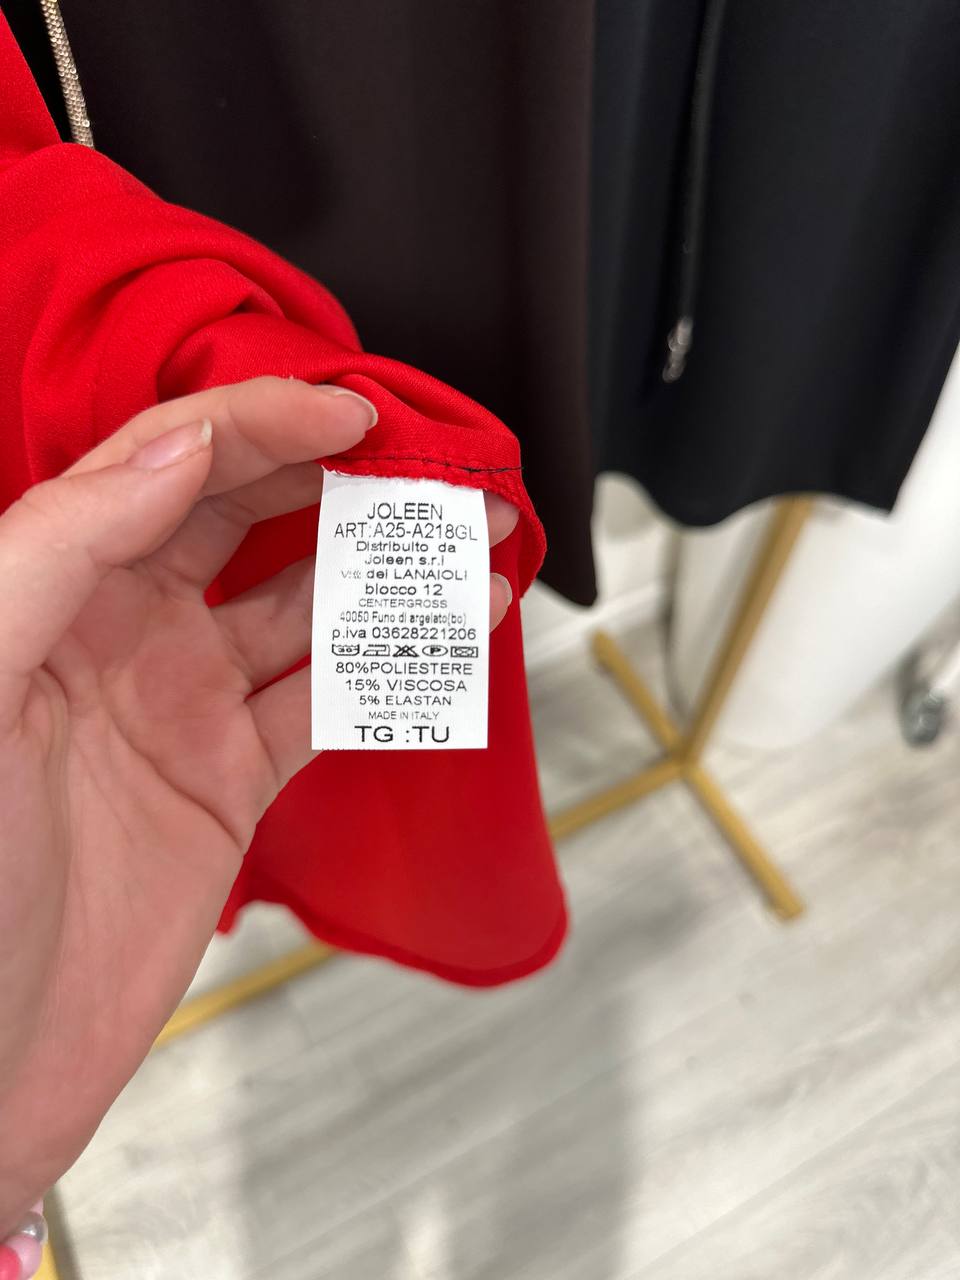 JOLEEN
ART:A25-A218GL
Distribuito da
Joleen s.r.l
dei LANAIOLI
blocco 12
CENTERGROSS
40050 Funo di argelato(bo)
p.iva 03628221206
30 P
80%POLIESTERE
15% VISCOSA
5% ELASTAN
MADE IN ITALY
TG :TU